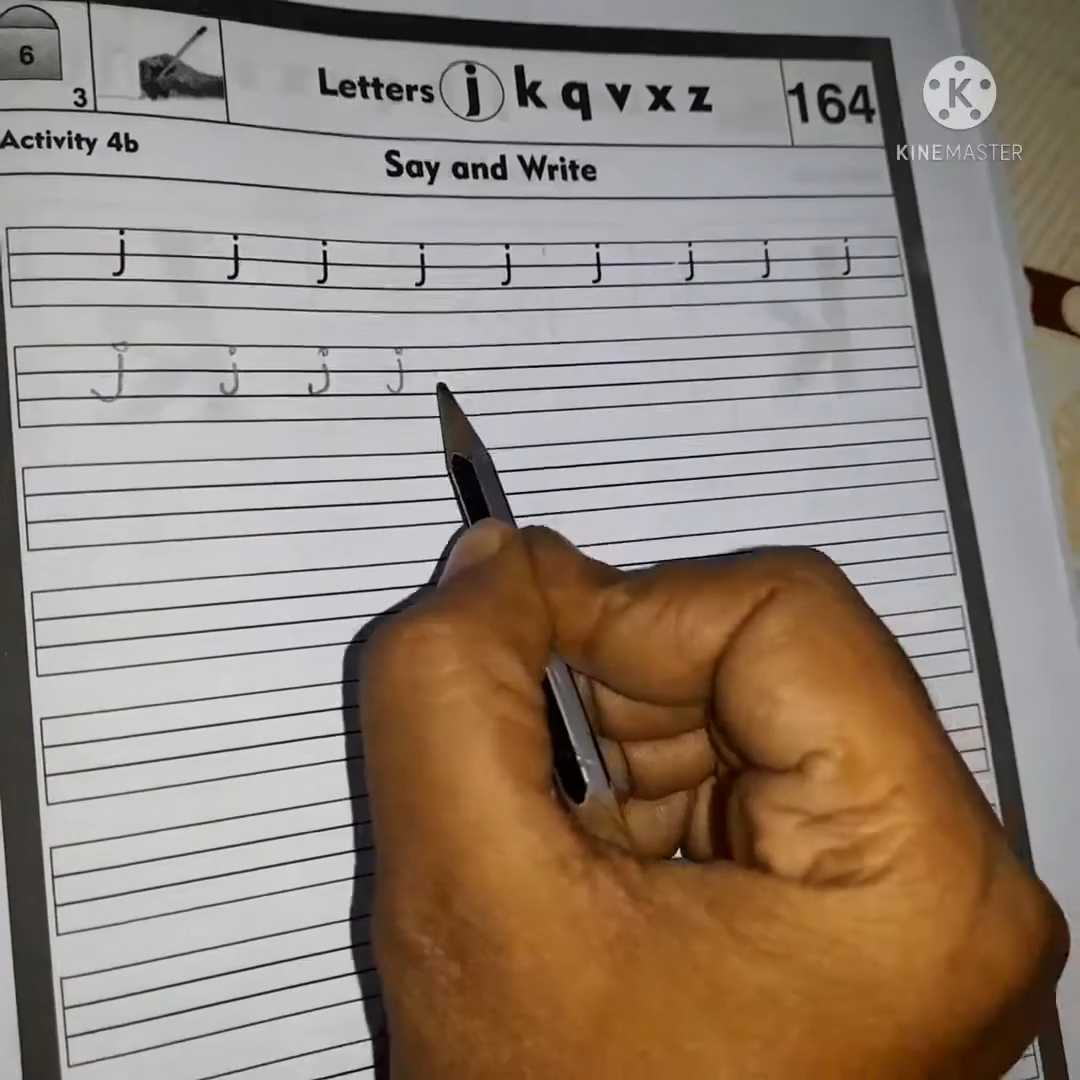 6
3
Letters j k q v x z
164
K
KINEMASTER
Activity 4b
Say and Write
j j j j j j j j j
j j j j